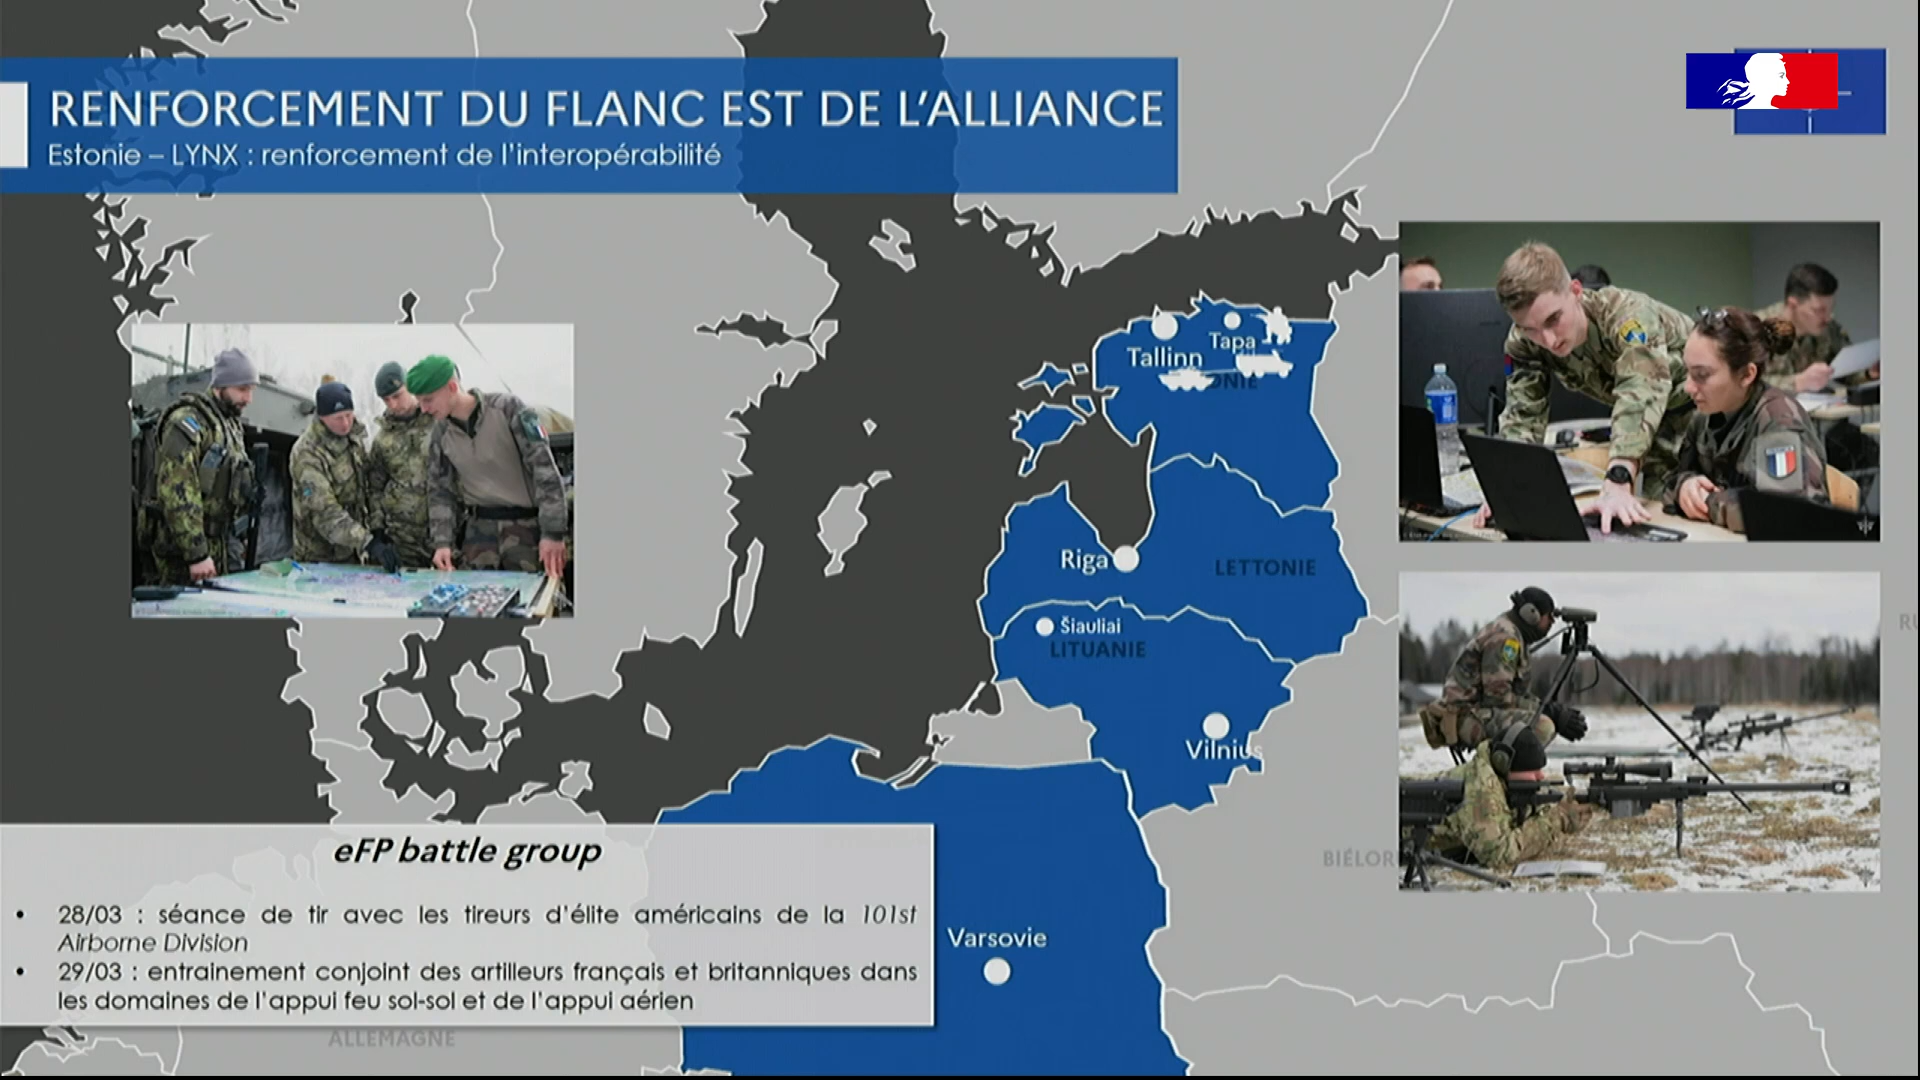 RENFORCEMENT DU FLANC EST DE L'ALLIANCE
Estonie – LYNX : renforcement de l'interopérabilité
Tallinn
Tapa
ONIE
Riga
LETTONIE
Šiauliai
LITUANIE
Vilnius
RU
BIÉLOR
Varsovie
eFP battle group
• 28/03 : séance de tir avec les tireurs d'élite américains de la 101st
Airborne Division
• 29/03 : entrainement conjoint des artilleurs français et britanniques dans
les domaines de l'appui feu sol-sol et de l'appui aérien
ALLEMAGNE